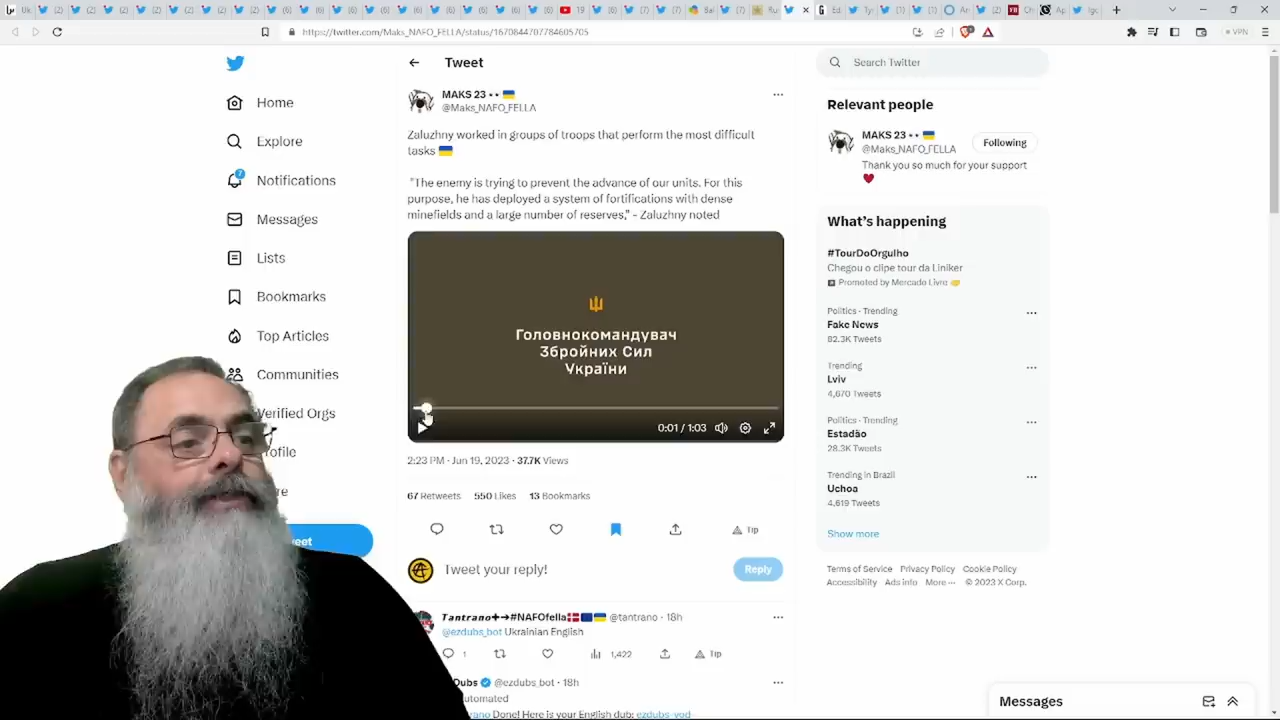 https://twitter.com/Maks_NAFO_FELLA/status/1670844707784605705
VPN
Home
Explore
7
Notifications
Messages
Lists
Bookmarks
Top Articles
Communities
Verified Orgs
Tweet
MAKS 23
@Maks_NAFO_FELLA
Zaluzhny worked in groups of troops that perform the most difficult
tasks
"The enemy is trying to prevent the advance of our units. For this
purpose, he has deployed a system of fortifications with dense
minefields and a large number of reserves," - Zaluzhny noted
Головнокомандувач
Збройних Сил
України
0:01 / 1:03
2:23 PM · Jun 19, 2023 · 37.7K Views
67 Retweets 550 Likes 13 Bookmarks
Tip
Tweet your reply!
Reply
Tantrano #NAFOfella @tantrano · 18h
@ezdubs_bot Ukrainian English
1 1,422 Tip
Dubs @ezdubs_bot · 18h
utomated
rano Done! Here is your English dub: ezdubs-vod
Search Twitter
Relevant people
MAKS 23
@Maks_NAFO_FELLA
Following
Thank you so much for your support
What's happening
#TourDoOrgulho
Chegou o clipe tour da Liniker
Promoted by Mercado Livre
Politics · Trending
Fake News
82.3K Tweets
Trending
Lviv
4,670 Tweets
Politics · Trending
Estadão
28.3K Tweets
Trending in Brazil
Uchoa
4,619 Tweets
Show more
Terms of Service Privacy Policy Cookie Policy
Accessibility Ads info More ··· © 2023 X Corp.
Messages